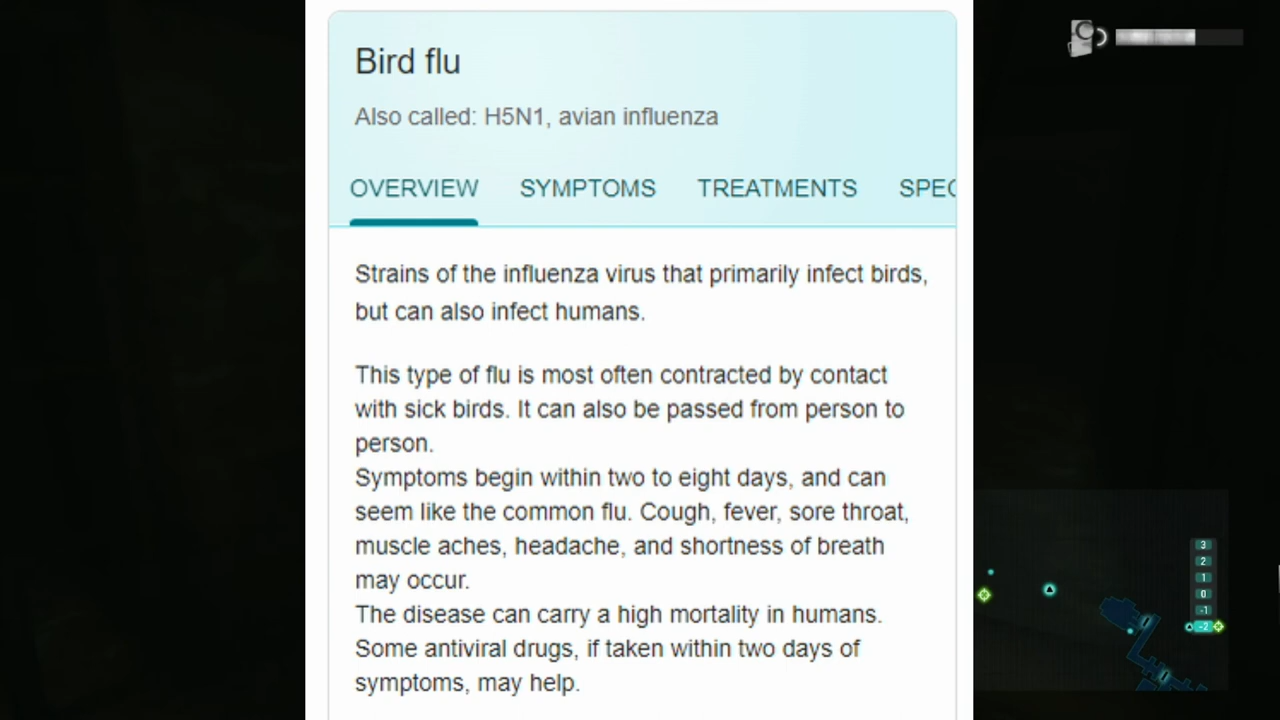 Bird flu
Also called: H5N1, avian influenza
OVERVIEW SYMPTOMS TREATMENTS SPEC
Strains of the influenza virus that primarily infect birds,
but can also infect humans.
This type of flu is most often contracted by contact
with sick birds. It can also be passed from person to
person.
Symptoms begin within two to eight days, and can
seem like the common flu. Cough, fever, sore throat,
muscle aches, headache, and shortness of breath
may occur.
The disease can carry a high mortality in humans.
Some antiviral drugs, if taken within two days of
symptoms, may help.
3
2
1
0
-1
-2